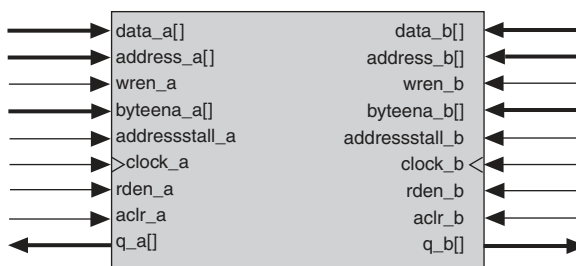 data_a[] data_b[]
address_a[] address_b[]
wren_a wren_b
byteena_a[] byteena_b[]
addressstall_a addressstall_b
clock_a clock_b
rden_a rden_b
aclr_a aclr_b
q_a[] q_b[]